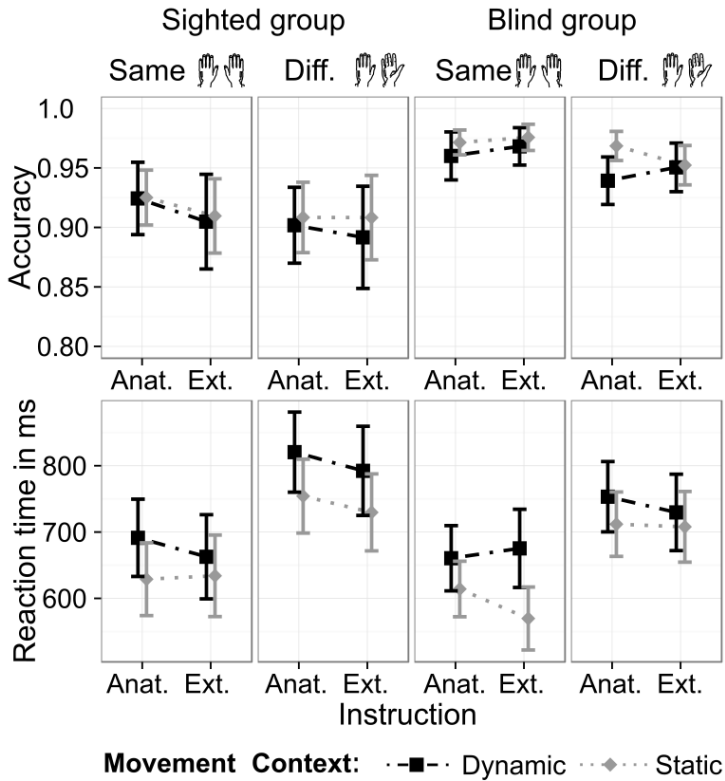 Sighted group Blind group
Same Diff. Same Diff.
Accuracy
1.0
0.95
0.90
0.85
0.80
Anat. Ext. Anat. Ext. Anat. Ext. Anat. Ext.
Reaction time in ms
800
700
600
Anat. Ext. Anat. Ext. Anat. Ext. Anat. Ext.
Instruction
Movement Context: Dynamic Static